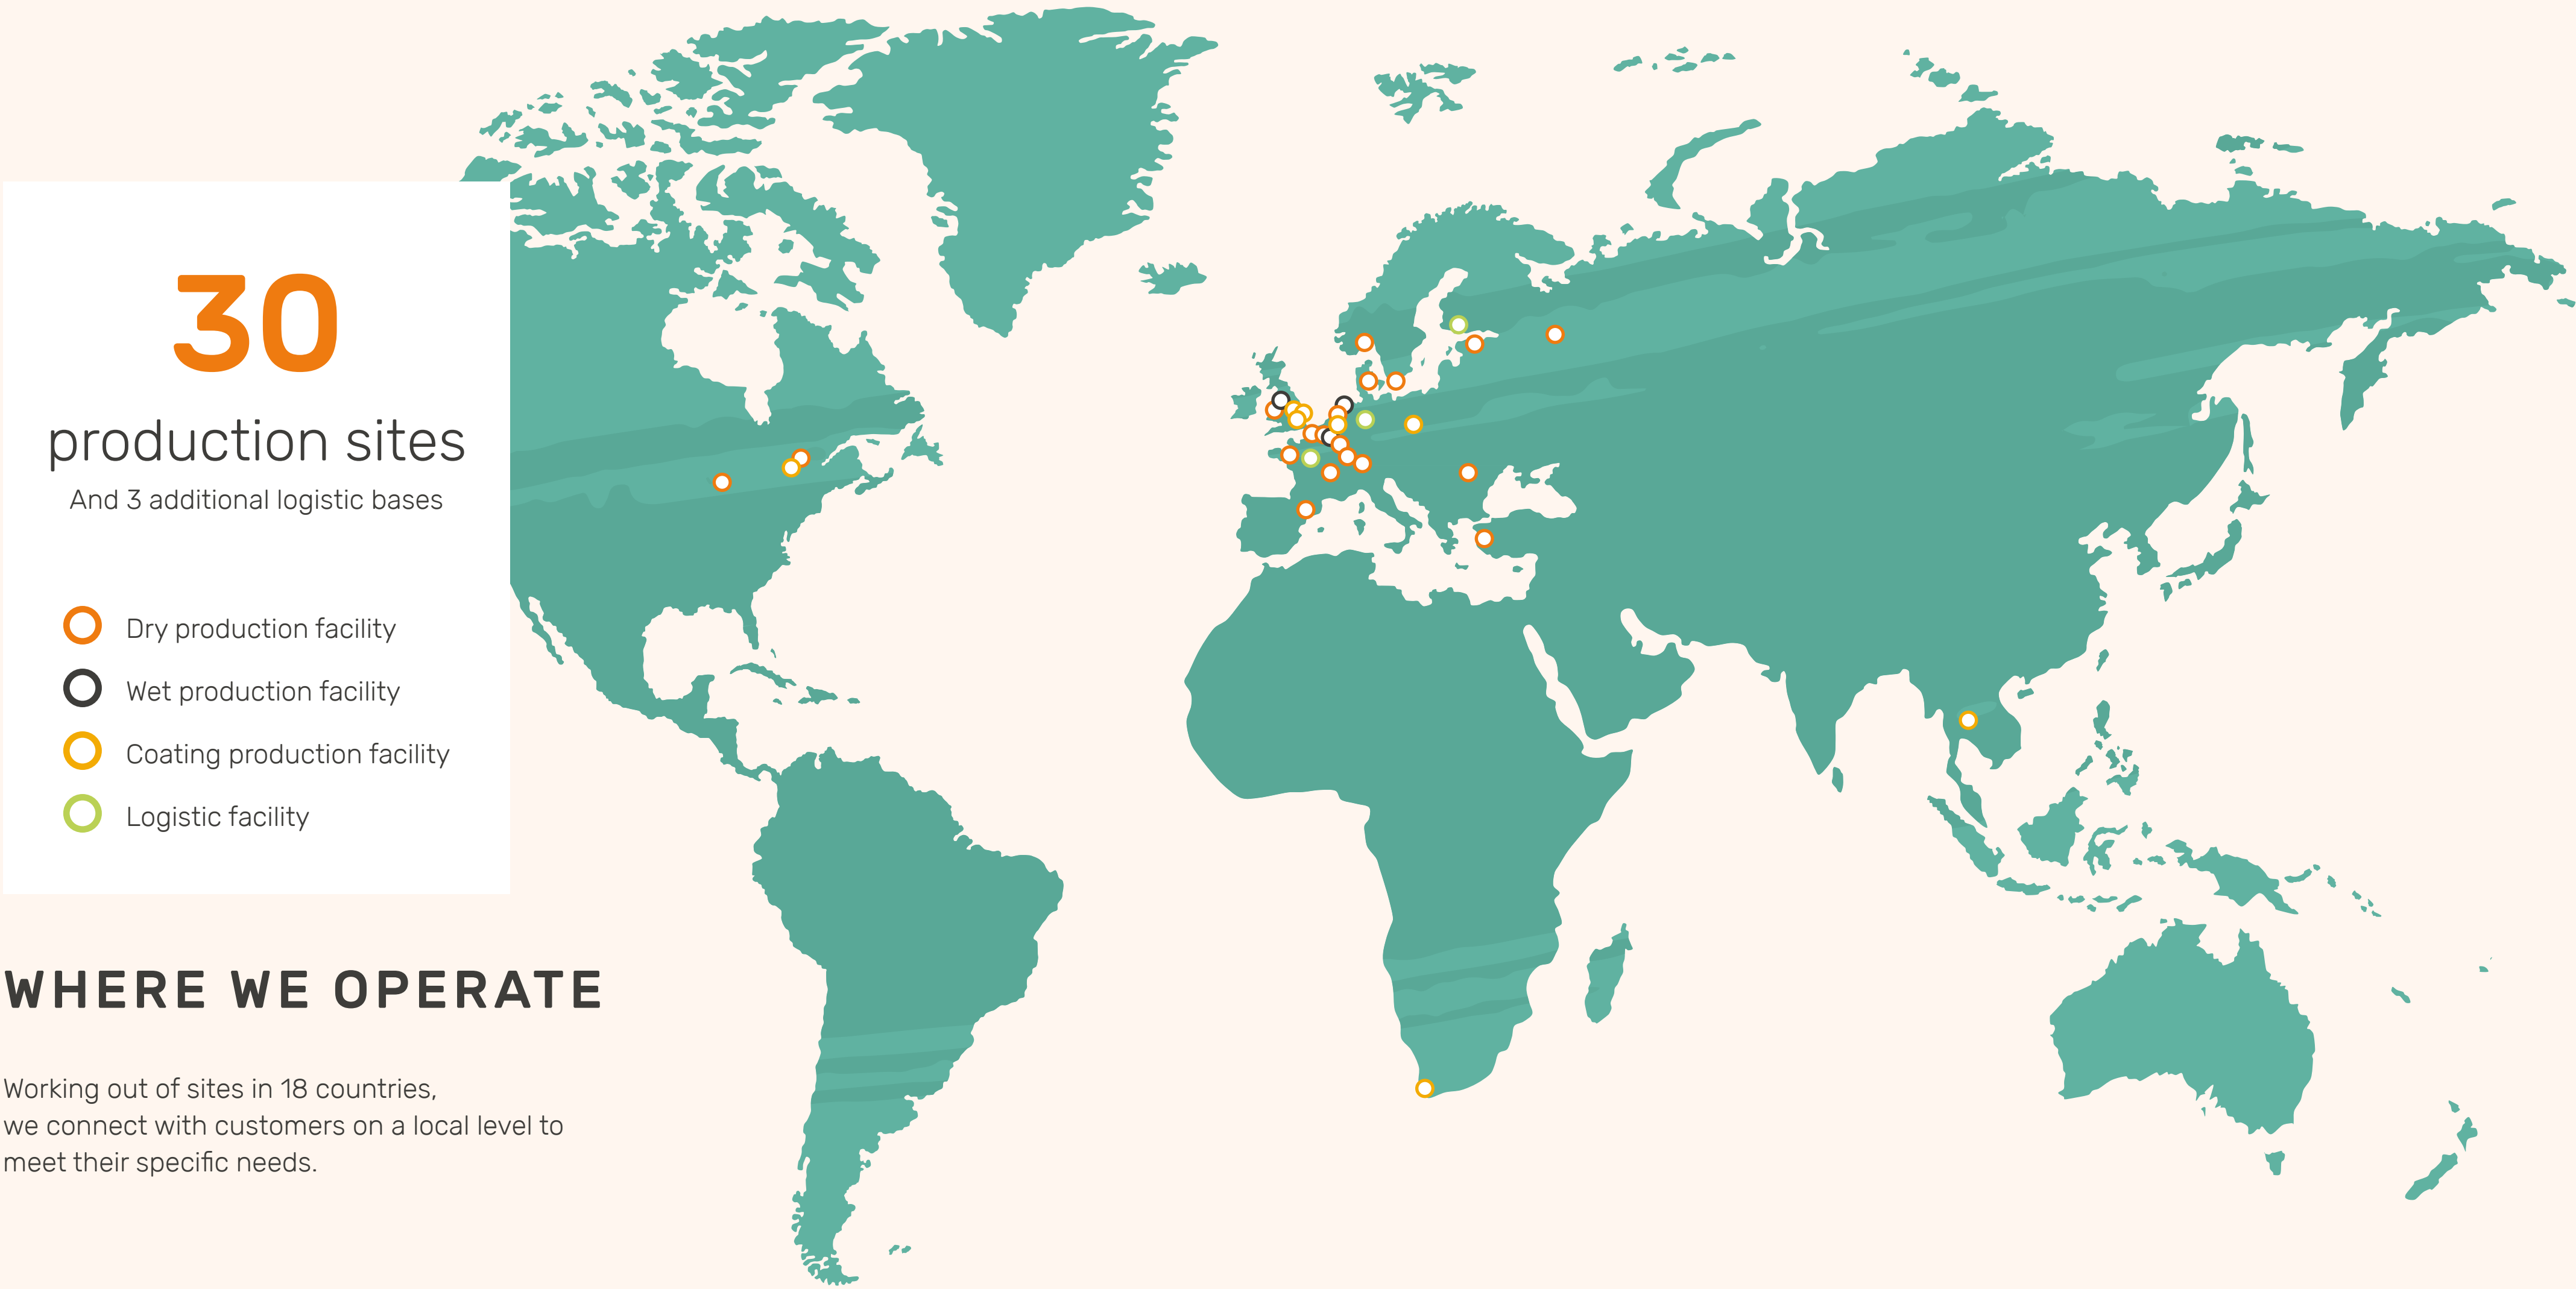 30
production sites
And 3 additional logistic bases
Dry production facility
Wet production facility
Coating production facility
Logistic facility
WHERE WE OPERATE
Working out of sites in 18 countries,
we connect with customers on a local level to
meet their specific needs.